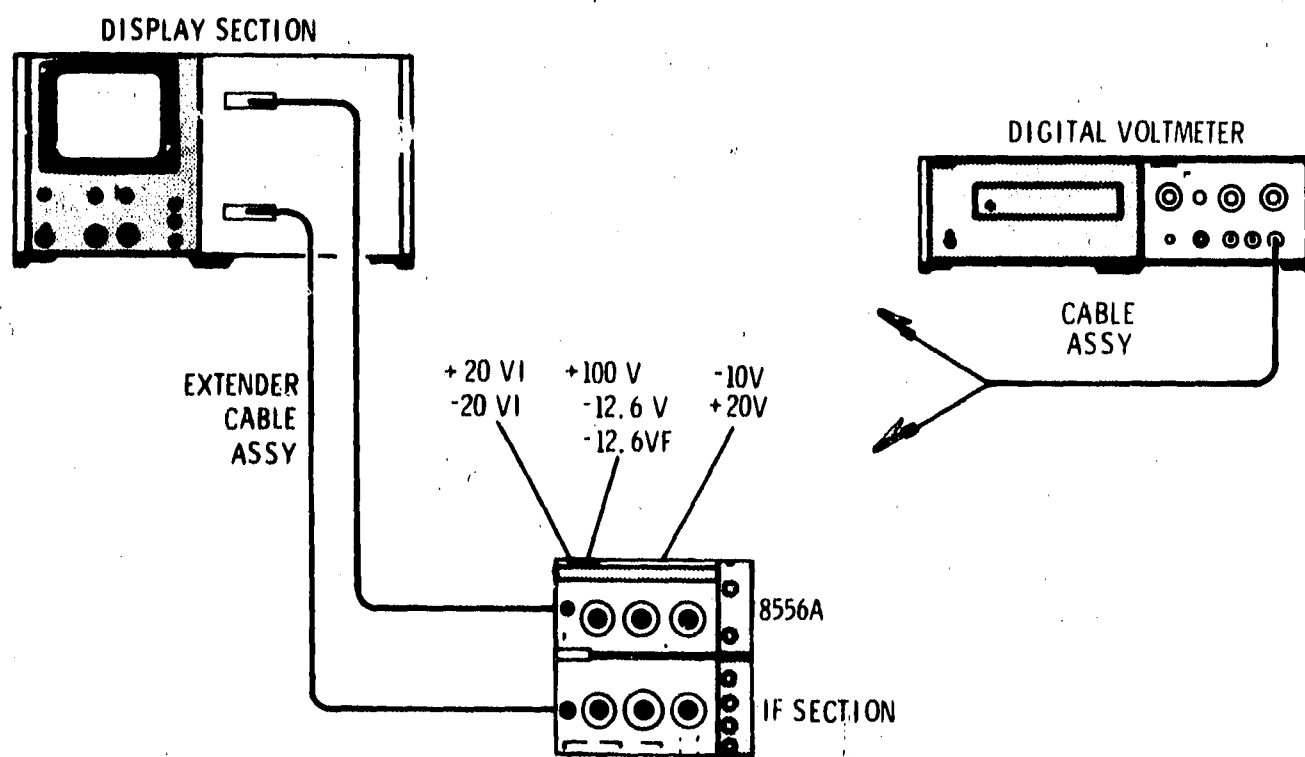 DISPLAY SECTION
DIGITAL VOLTMETER
CABLE
ASSY
EXTENDER
CABLE
ASSY
+20 VI
-20 VI
+100 V
-12.6 V
-12.6VF
-10V
+20V
8556A
IF SECTION